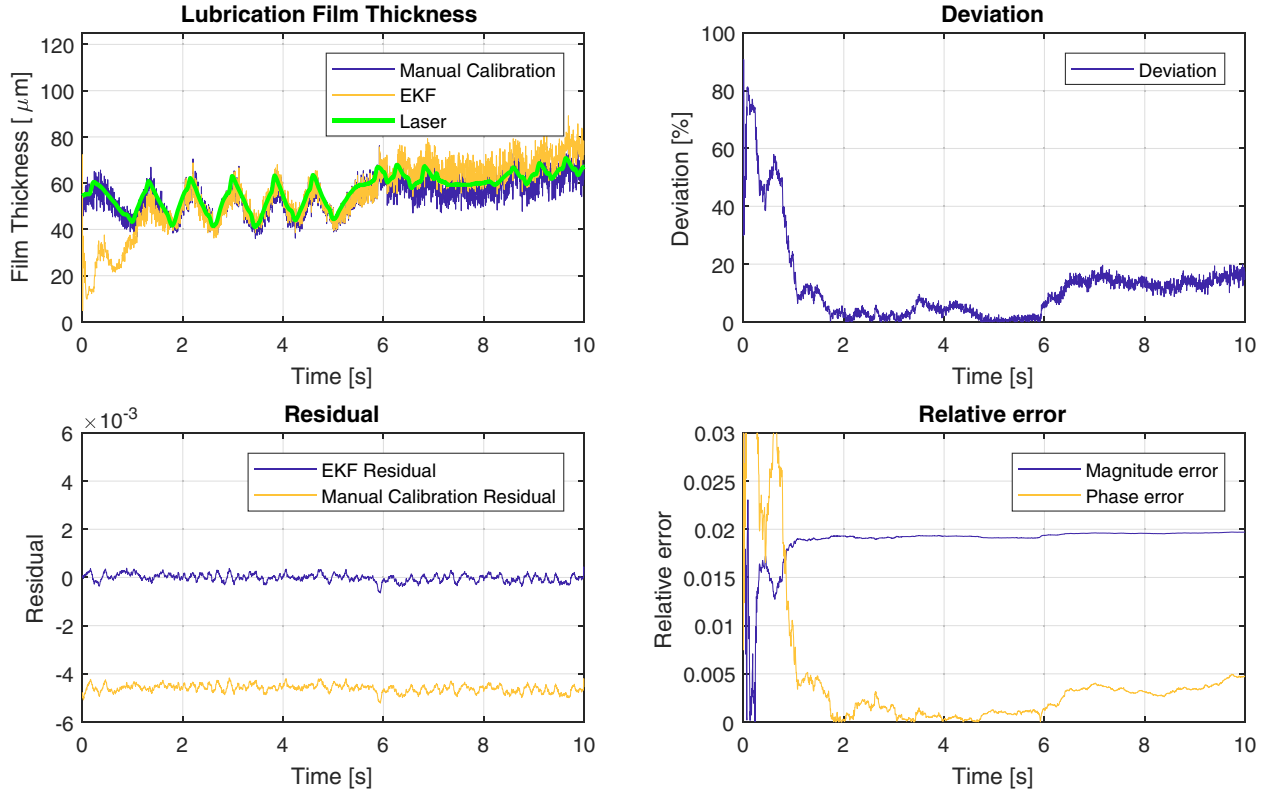 Lubrication Film Thickness
120
100
80
60
40
20
0
Film Thickness [ μm]
Manual Calibration
EKF
Laser
0 2 4 6 8 10
Time [s]
Deviation
100
80
60
40
20
0
Deviation [%]
Deviation
0 2 4 6 8 10
Time [s]
Residual
×10⁻³
6
4
2
0
-2
-4
-6
Residual
EKF Residual
Manual Calibration Residual
0 2 4 6 8 10
Time [s]
Relative error
0.03
0.025
0.02
0.015
0.01
0.005
0
Relative error
Magnitude error
Phase error
0 2 4 6 8 10
Time [s]